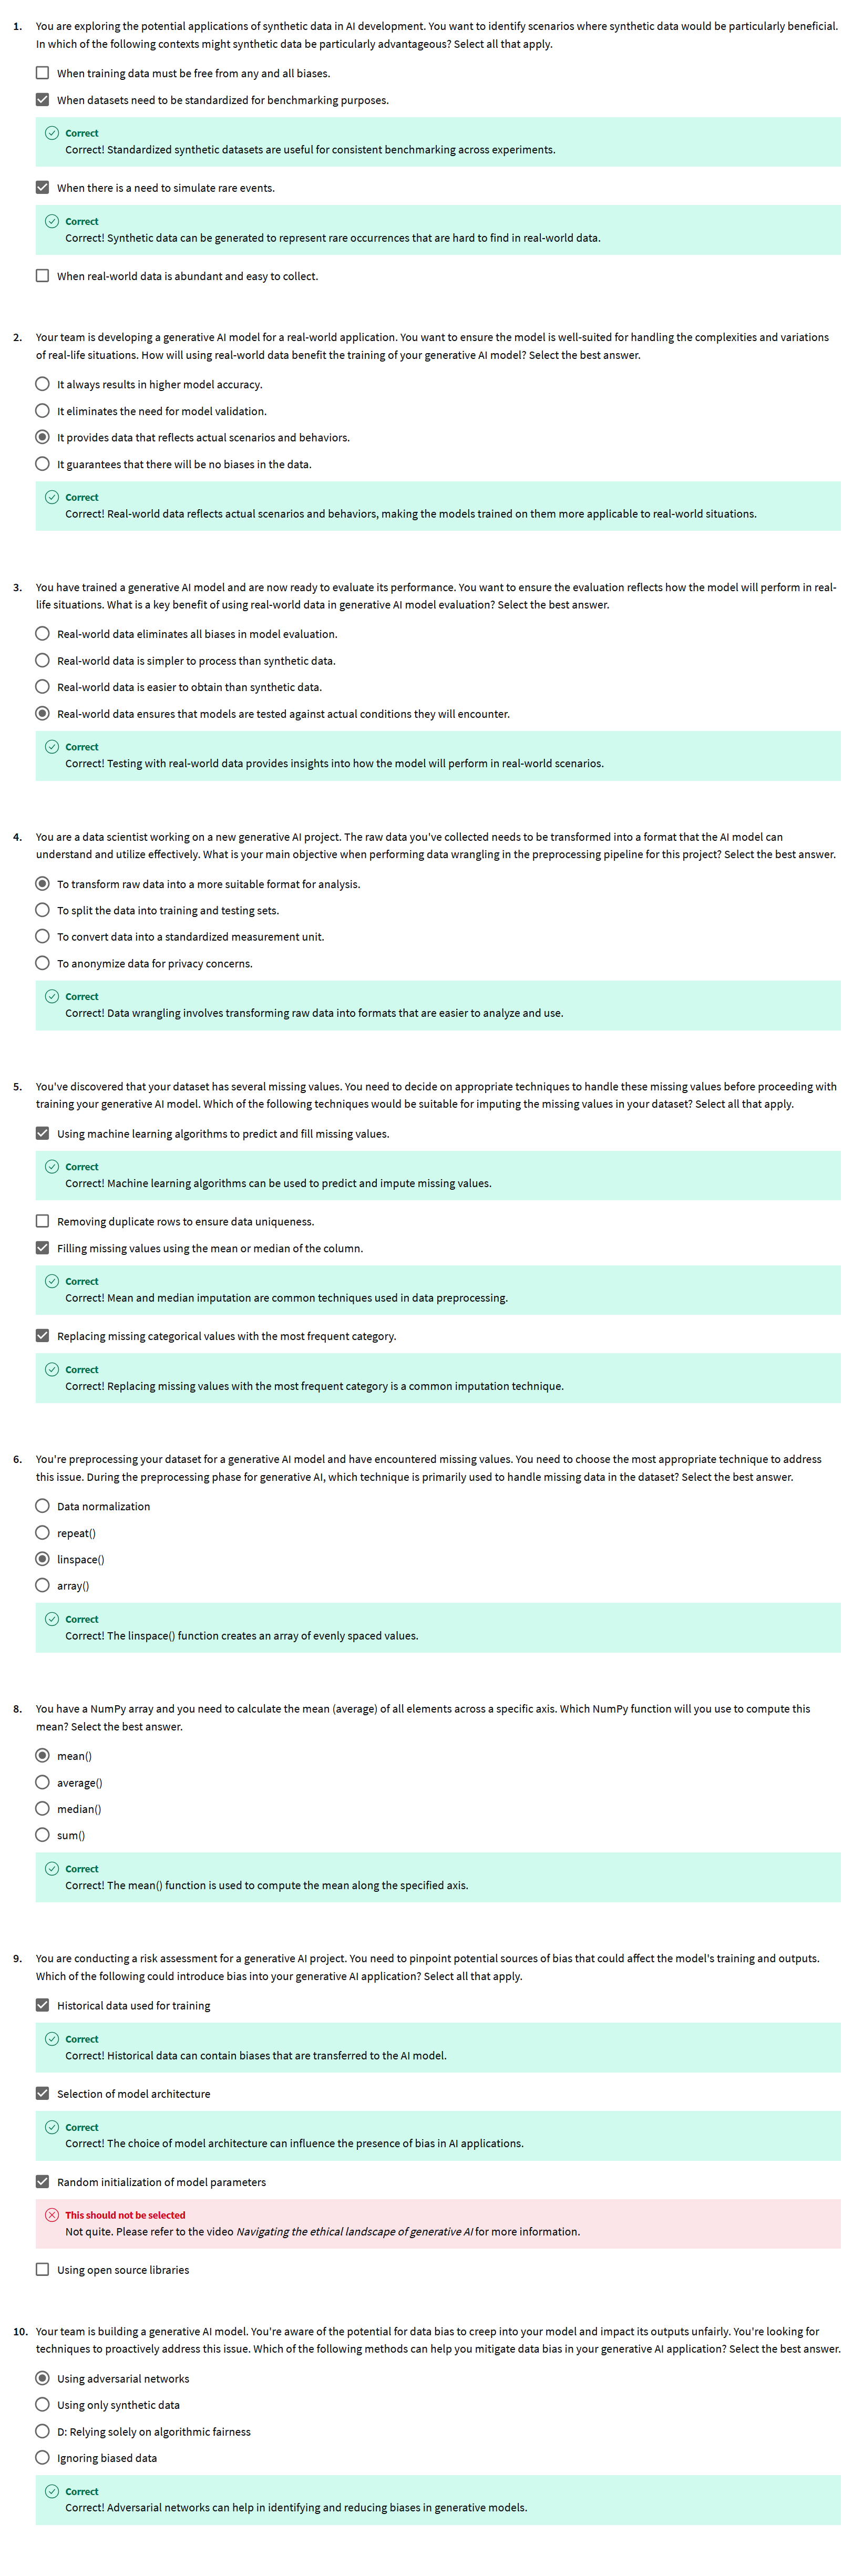 1. You are exploring the potential applications of synthetic data in AI development. You want to identify scenarios where synthetic data would be particularly beneficial.
In which of the following contexts might synthetic data be particularly advantageous? Select all that apply.
When training data must be free from any and all biases.
When datasets need to be standardized for benchmarking purposes.
Correct
Correct! Standardized synthetic datasets are useful for consistent benchmarking across experiments.
When there is a need to simulate rare events.
Correct
Correct! Synthetic data can be generated to represent rare occurrences that are hard to find in real-world data.
When real-world data is abundant and easy to collect.
2. Your team is developing a generative AI model for a real-world application. You want to ensure the model is well-suited for handling the complexities and variations
of real-life situations. How will using real-world data benefit the training of your generative AI model? Select the best answer.
It always results in higher model accuracy.
It eliminates the need for model validation.
It provides data that reflects actual scenarios and behaviors.
It guarantees that there will be no biases in the data.
Correct
Correct! Real-world data reflects actual scenarios and behaviors, making the models trained on them more applicable to real-world situations.
3. You have trained a generative AI model and are now ready to evaluate its performance. You want to ensure the evaluation reflects how the model will perform in real-
life situations. What is a key benefit of using real-world data in generative AI model evaluation? Select the best answer.
Real-world data eliminates all biases in model evaluation.
Real-world data is simpler to process than synthetic data.
Real-world data is easier to obtain than synthetic data.
Real-world data ensures that models are tested against actual conditions they will encounter.
Correct
Correct! Testing with real-world data provides insights into how the model will perform in real-world scenarios.
4. You are a data scientist working on a new generative AI project. The raw data you've collected needs to be transformed into a format that the AI model can
understand and utilize effectively. What is your main objective when performing data wrangling in the preprocessing pipeline for this project? Select the best answer.
To transform raw data into a more suitable format for analysis.
To split the data into training and testing sets.
To convert data into a standardized measurement unit.
To anonymize data for privacy concerns.
Correct
Correct! Data wrangling involves transforming raw data into formats that are easier to analyze and use.
5. You've discovered that your dataset has several missing values. You need to decide on appropriate techniques to handle these missing values before proceeding with
training your generative AI model. Which of the following techniques would be suitable for imputing the missing values in your dataset? Select all that apply.
Using machine learning algorithms to predict and fill missing values.
Correct
Correct! Machine learning algorithms can be used to predict and impute missing values.
Removing duplicate rows to ensure data uniqueness.
Filling missing values using the mean or median of the column.
Correct
Correct! Mean and median imputation are common techniques used in data preprocessing.
Replacing missing categorical values with the most frequent category.
Correct
Correct! Replacing missing values with the most frequent category is a common imputation technique.
6. You're preprocessing your dataset for a generative AI model and have encountered missing values. You need to choose the most appropriate technique to address
this issue. During the preprocessing phase for generative AI, which technique is primarily used to handle missing data in the dataset? Select the best answer.
Data normalization
repeat()
linspace()
array()
Correct
Correct! The linspace() function creates an array of evenly spaced values.
8. You have a NumPy array and you need to calculate the mean (average) of all elements across a specific axis. Which NumPy function will you use to compute this
mean? Select the best answer.
mean()
average()
median()
sum()
Correct
Correct! The mean() function is used to compute the mean along the specified axis.
9. You are conducting a risk assessment for a generative AI project. You need to pinpoint potential sources of bias that could affect the model's training and outputs.
Which of the following could introduce bias into your generative AI application? Select all that apply.
Historical data used for training
Correct
Correct! Historical data can contain biases that are transferred to the AI model.
Selection of model architecture
Correct
Correct! The choice of model architecture can influence the presence of bias in AI applications.
Random initialization of model parameters
This should not be selected
Not quite. Please refer to the video Navigating the ethical landscape of generative AI for more information.
Using open source libraries
10. Your team is building a generative AI model. You're aware of the potential for data bias to creep into your model and impact its outputs unfairly. You're looking for
techniques to proactively address this issue. Which of the following methods can help you mitigate data bias in your generative AI application? Select the best answer.
Using adversarial networks
Using only synthetic data
D: Relying solely on algorithmic fairness
Ignoring biased data
Correct
Correct! Adversarial networks can help in identifying and reducing biases in generative models.